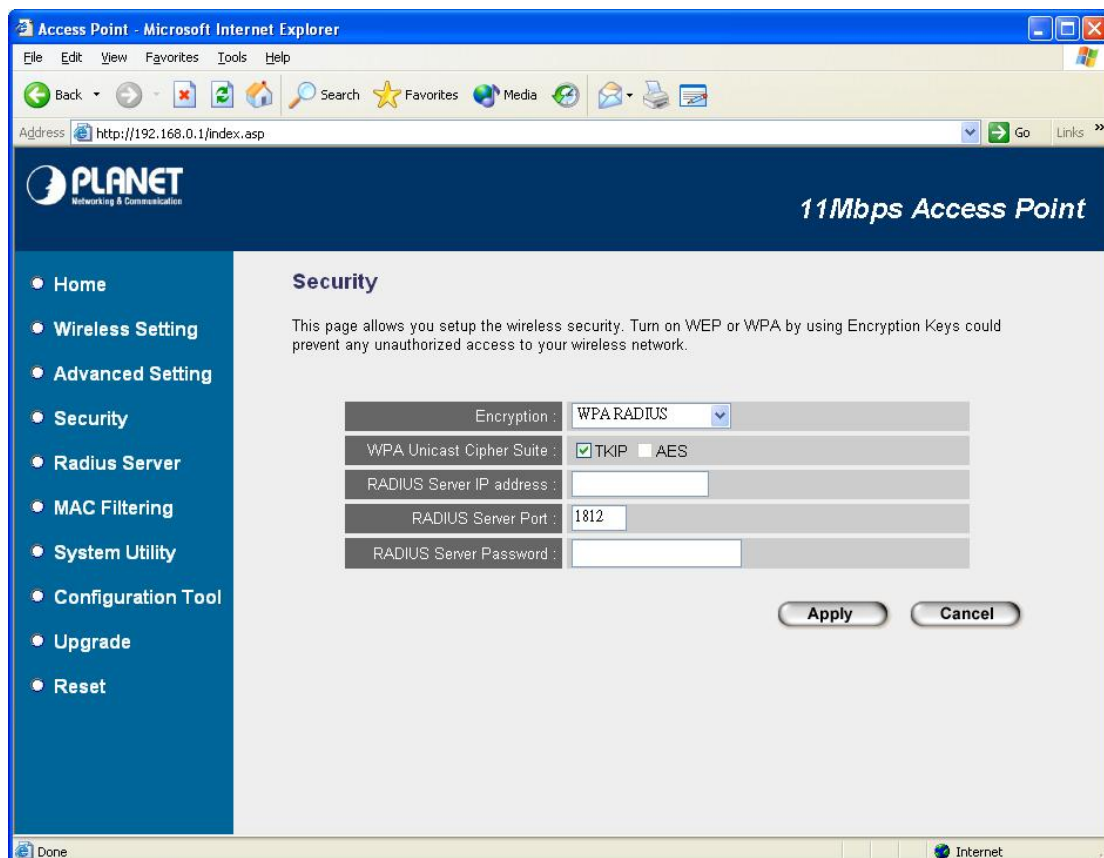 Access Point - Microsoft Internet Explorer
File Edit View Favorites Tools Help
Back Search Favorites Media
Address http://192.168.0.1/index.asp Go Links »
PLANET
Networking & Communication
11Mbps Access Point
Home
Wireless Setting
Advanced Setting
Security
Radius Server
MAC Filtering
System Utility
Configuration Tool
Upgrade
Reset
Security
This page allows you setup the wireless security. Turn on WEP or WPA by using Encryption Keys could
prevent any unauthorized access to your wireless network.
Encryption : WPA RADIUS
WPA Unicast Cipher Suite : TKIP AES
RADIUS Server IP address :
RADIUS Server Port : 1812
RADIUS Server Password :
Apply Cancel
Done Internet